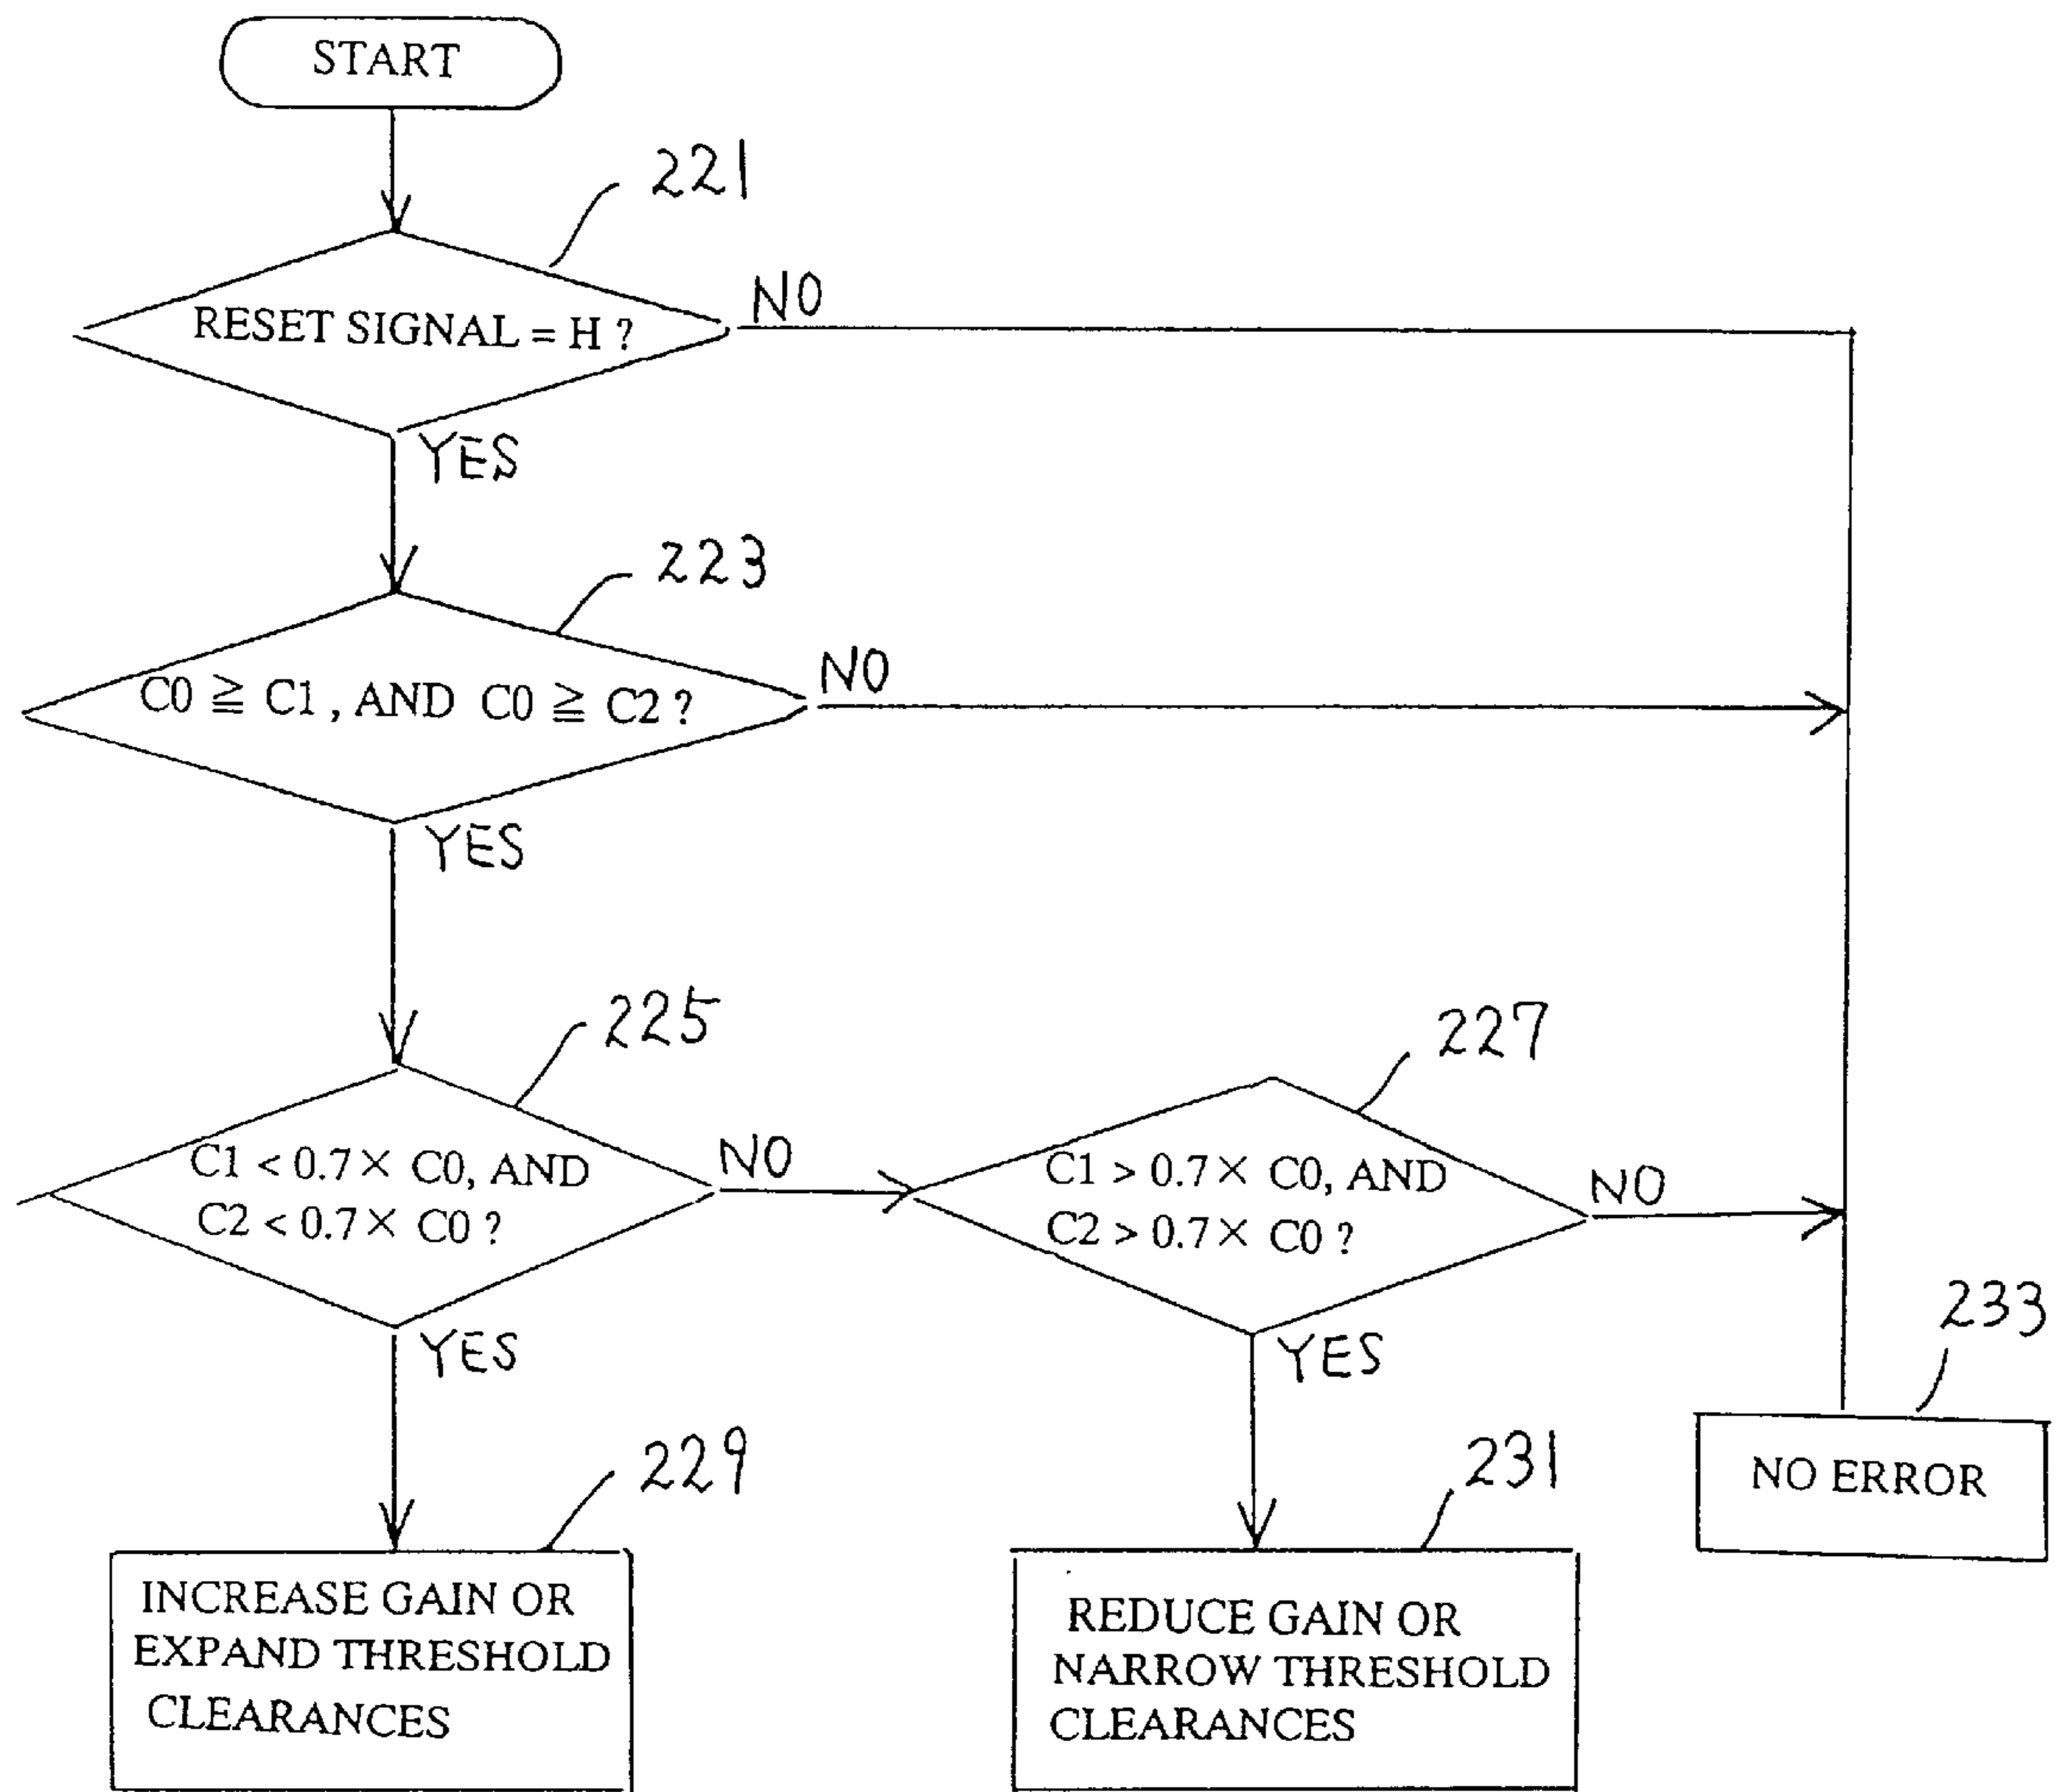 START
221
RESET SIGNAL = H ?
NO
YES
223
C0 ≧ C1 , AND C0 ≧ C2 ?
NO
YES
225
C1 < 0.7× C0, AND
C2 < 0.7× C0 ?
NO
YES
227
C1 > 0.7× C0, AND
C2 > 0.7× C0 ?
NO
YES
229
INCREASE GAIN OR
EXPAND THRESHOLD
CLEARANCES
231
REDUCE GAIN OR
NARROW THRESHOLD
CLEARANCES
233
NO ERROR